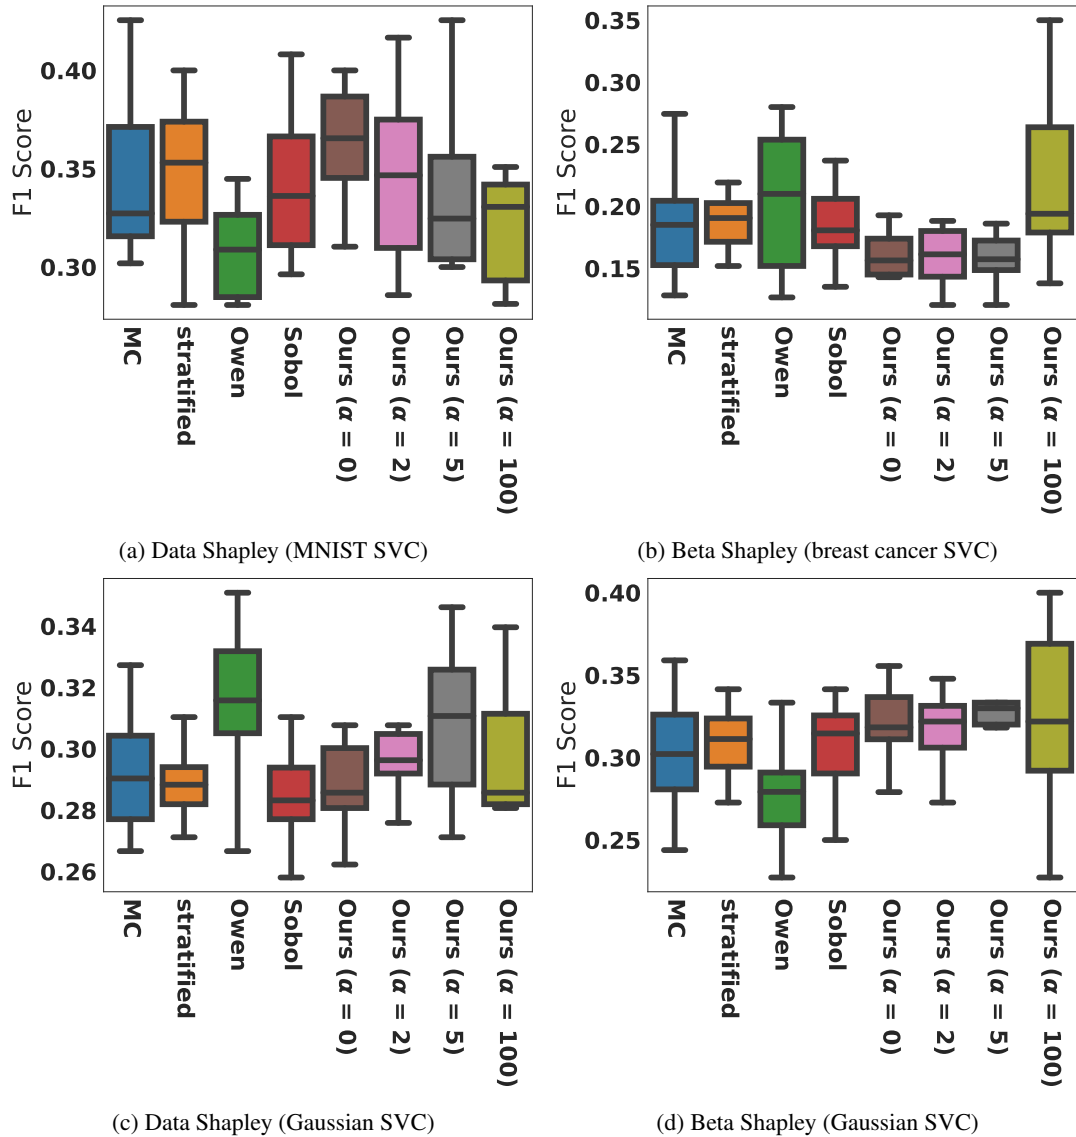 0.40
0.35
0.30
F1 Score
MC
stratified
Owen
Sobol
Ours (α = 0)
Ours (α = 2)
Ours (α = 5)
Ours (α = 100)
(a) Data Shapley (MNIST SVC)
0.35
0.30
0.25
0.20
0.15
F1 Score
MC
stratified
Owen
Sobol
Ours (α = 0)
Ours (α = 2)
Ours (α = 5)
Ours (α = 100)
(b) Beta Shapley (breast cancer SVC)
0.34
0.32
0.30
0.28
0.26
F1 Score
MC
stratified
Owen
Sobol
Ours (α = 0)
Ours (α = 2)
Ours (α = 5)
Ours (α = 100)
(c) Data Shapley (Gaussian SVC)
0.40
0.35
0.30
0.25
F1 Score
MC
stratified
Owen
Sobol
Ours (α = 0)
Ours (α = 2)
Ours (α = 5)
Ours (α = 100)
(d) Beta Shapley (Gaussian SVC)